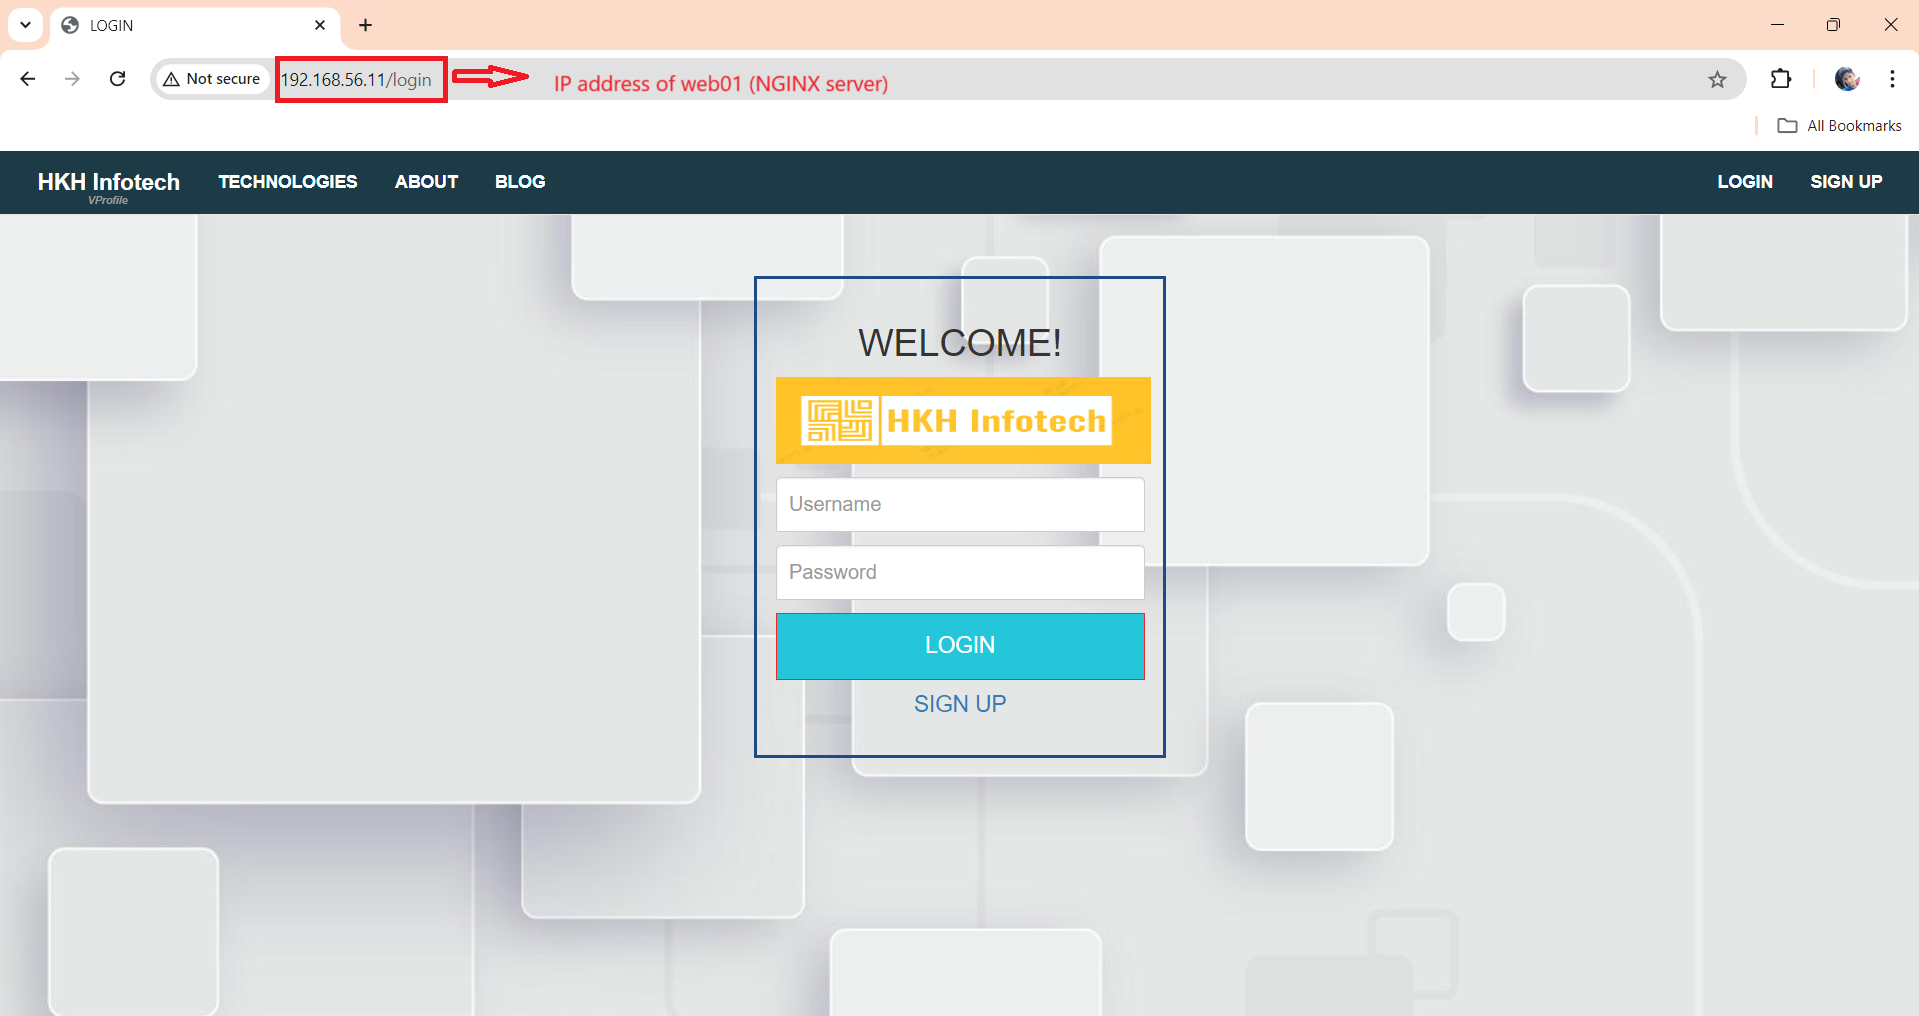 LOGIN
Not secure
192.168.56.11/login
IP address of web01 (NGINX server)
All Bookmarks
HKH Infotech
VProfile
TECHNOLOGIES
ABOUT
BLOG
LOGIN
SIGN UP
WELCOME!
HKH Infotech
Username
Password
LOGIN
SIGN UP